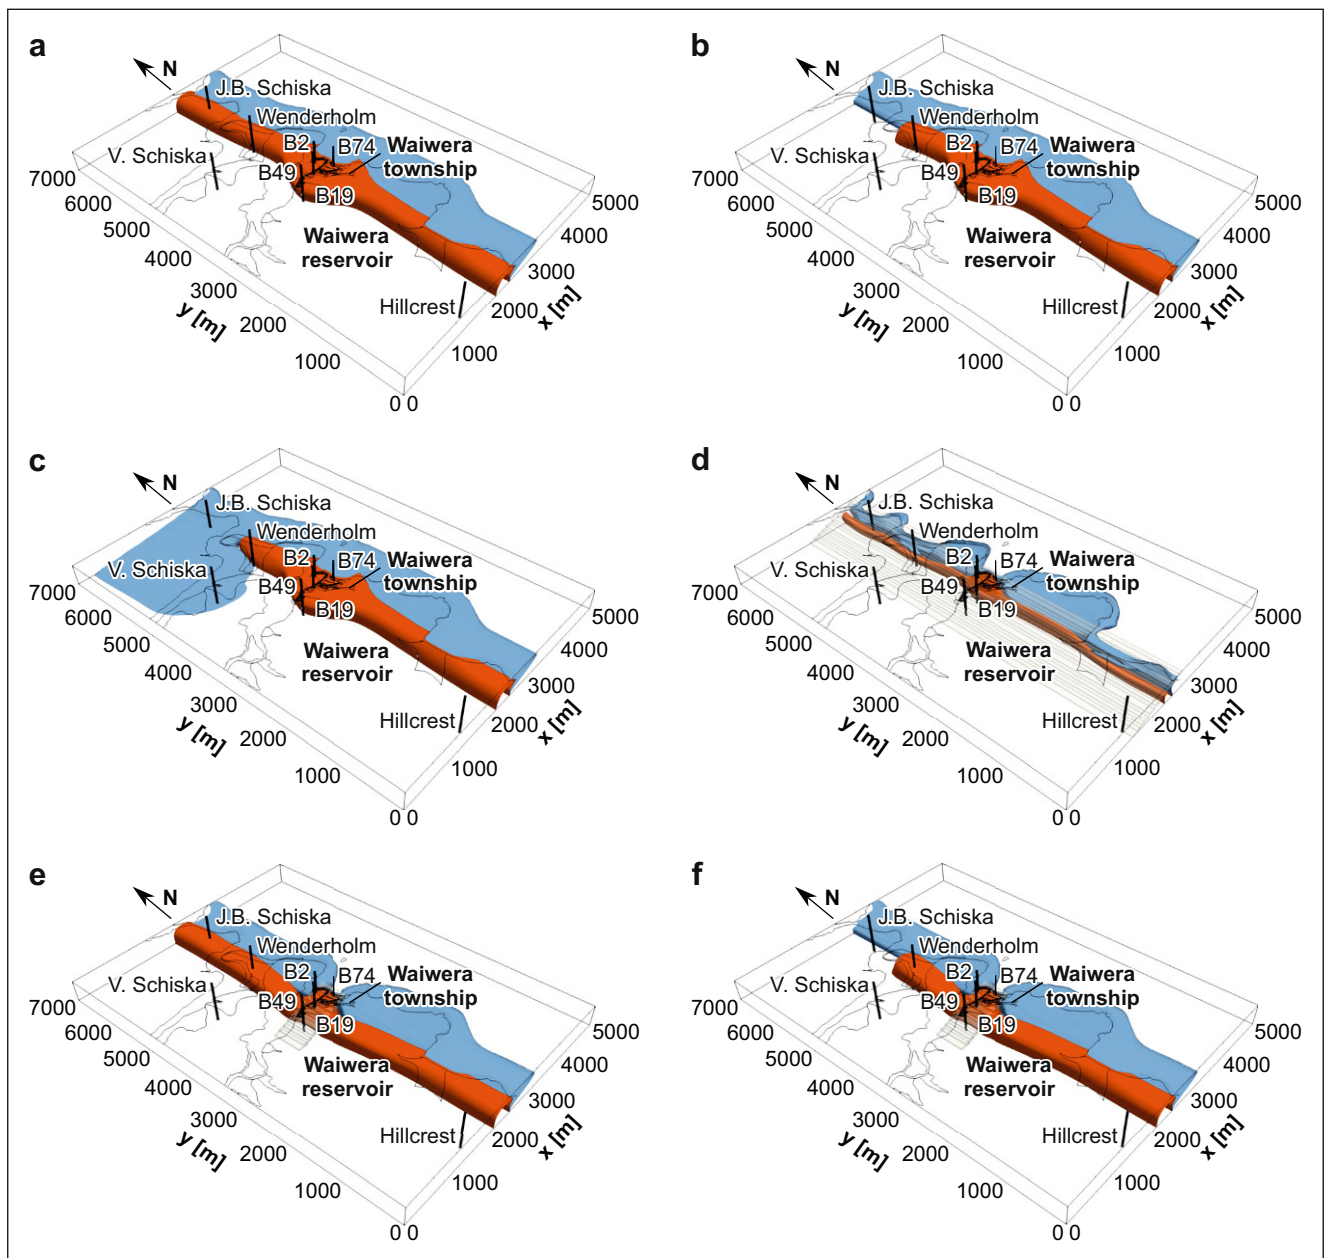 a
N
J.B. Schiska
Wenderholm
B2
B74
Waiwera
township
V. Schiska
B49
B19
Waiwera
reservoir
Hillcrest
7000
6000
5000
4000
3000
2000
1000
0 0
y [m]
1000
2000
3000
4000
5000
x [m]
b
N
J.B. Schiska
Wenderholm
B2
B74
Waiwera
township
V. Schiska
B49
B19
Waiwera
reservoir
Hillcrest
7000
6000
5000
4000
3000
2000
1000
0 0
y [m]
1000
2000
3000
4000
5000
x [m]
c
N
J.B. Schiska
Wenderholm
B2
B74
Waiwera
township
V. Schiska
B49
B19
Waiwera
reservoir
Hillcrest
7000
6000
5000
4000
3000
2000
1000
0 0
y [m]
1000
2000
3000
4000
5000
x [m]
d
N
J.B. Schiska
Wenderholm
B2
B74
Waiwera
township
V. Schiska
B49
B19
Waiwera
reservoir
Hillcrest
7000
6000
5000
4000
3000
2000
1000
0 0
y [m]
1000
2000
3000
4000
5000
x [m]
e
N
J.B. Schiska
Wenderholm
B2
B74
Waiwera
township
V. Schiska
B49
B19
Waiwera
reservoir
Hillcrest
7000
6000
5000
4000
3000
2000
1000
0 0
y [m]
1000
2000
3000
4000
5000
x [m]
f
N
J.B. Schiska
Wenderholm
B2
B74
Waiwera
township
V. Schiska
B49
B19
Waiwera
reservoir
Hillcrest
7000
6000
5000
4000
3000
2000
1000
0 0
y [m]
1000
2000
3000
4000
5000
x [m]